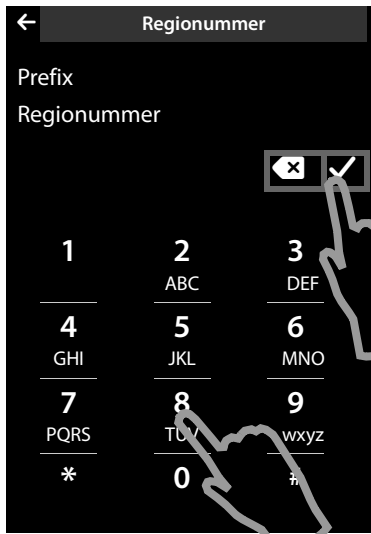 Regionummer
Prefix
Regionummer
1 2 3
ABC DEF
4 5 6
GHI JKL MNO
7 8 9
PQRS TUV wxyz
* 0 #